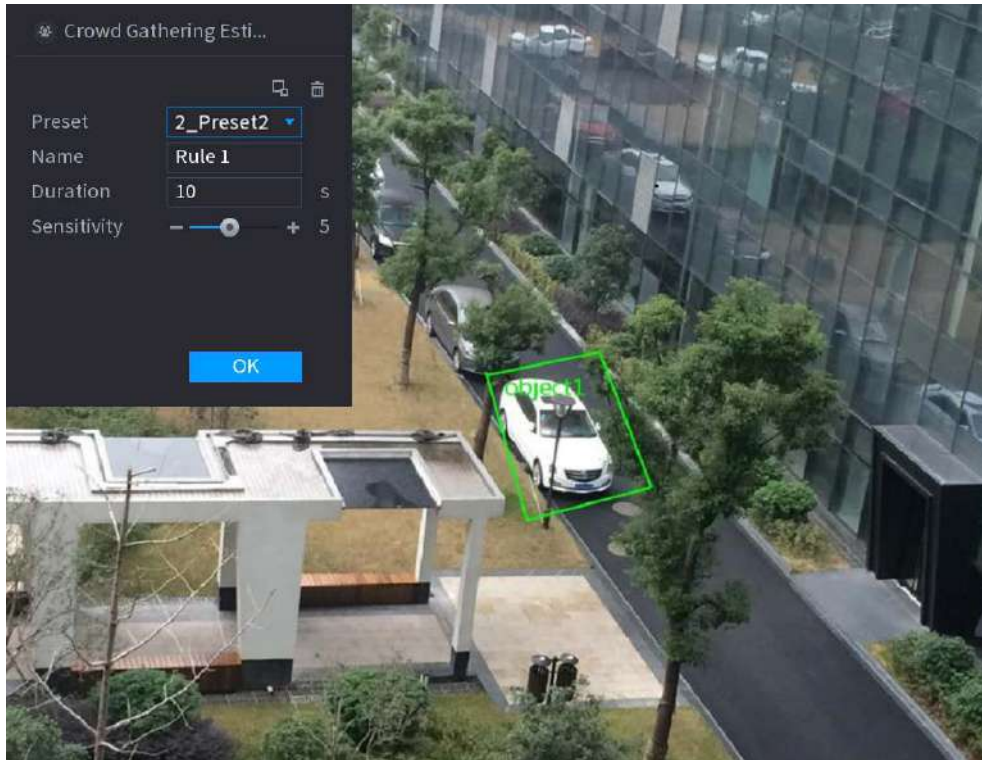 Crowd Gathering Esti...
Preset 2_Preset2
Name Rule 1
Duration 10 s
Sensitivity - + 5
OK
object1